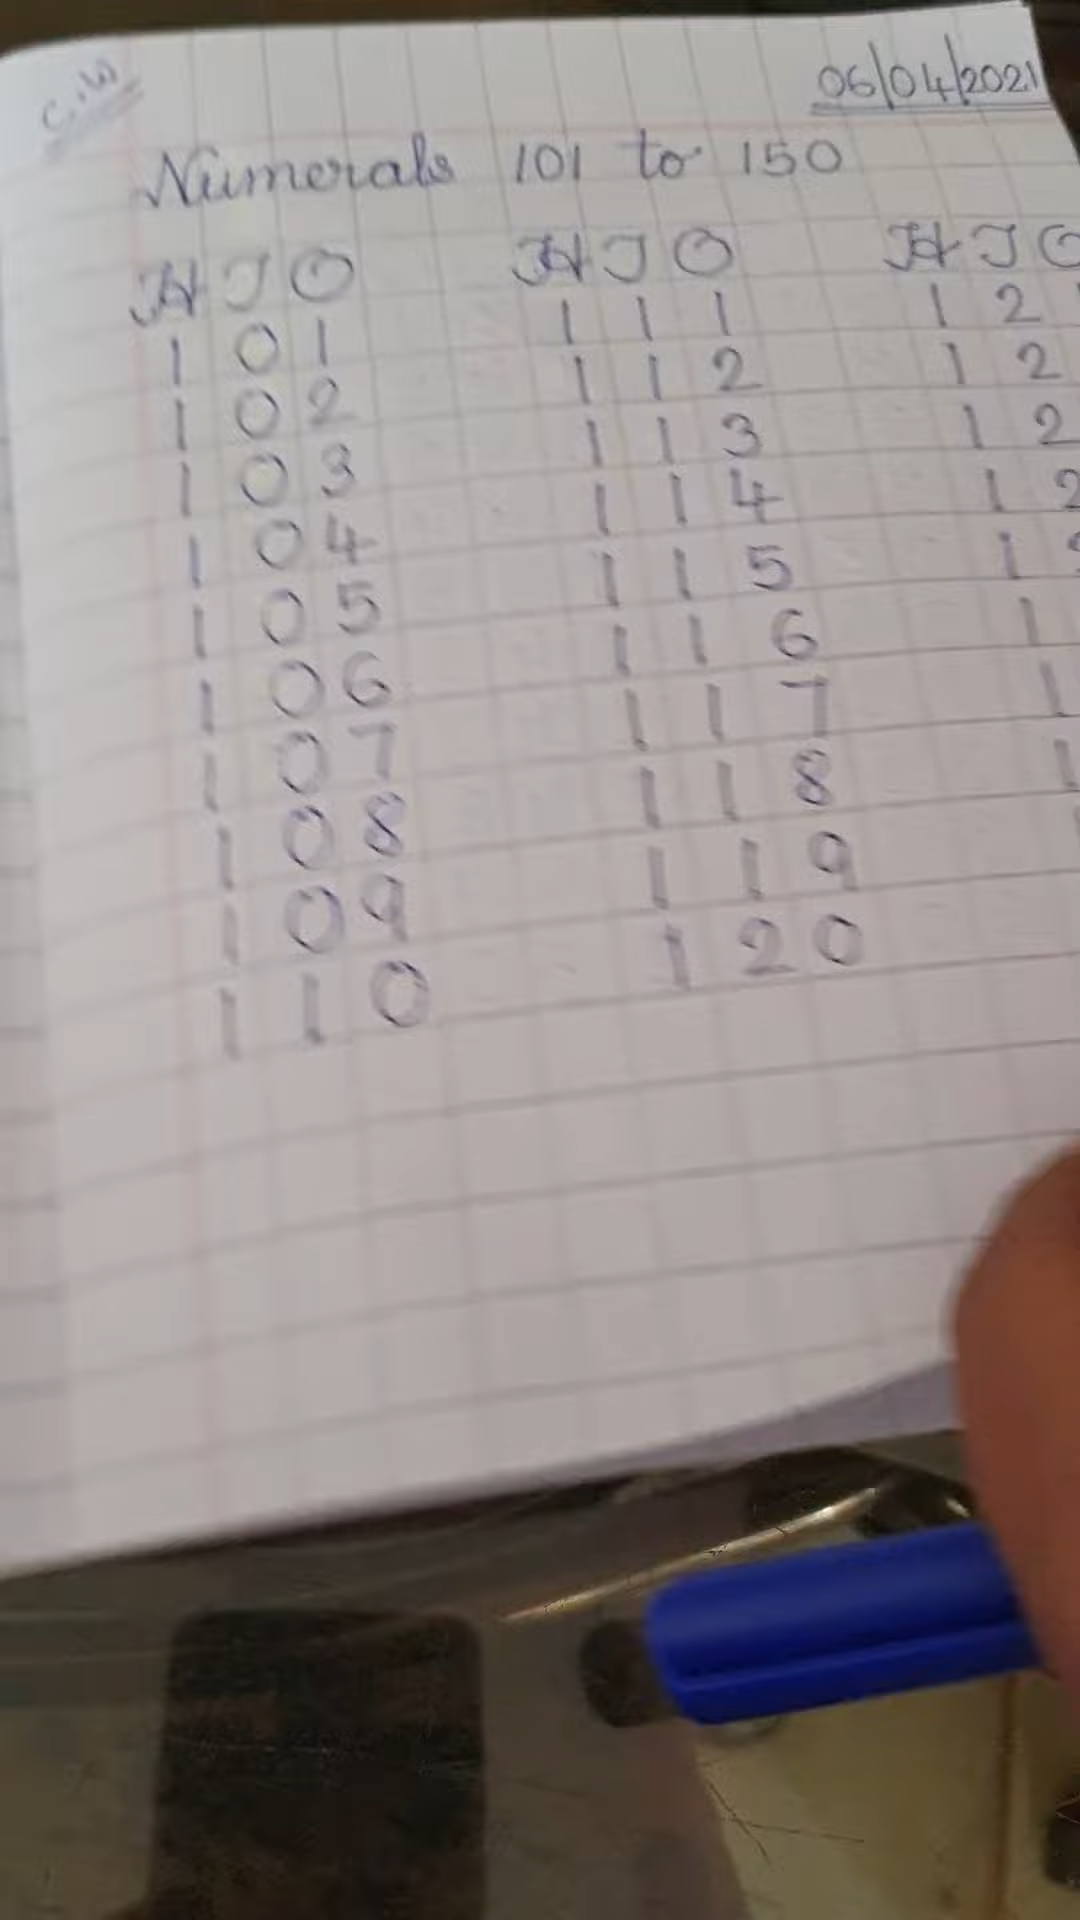 C.W
06/04/2021
Numerals 101 to 150
H T O H T O H T O
1 0 1 1 1 1 1 2
1 0 2 1 1 2 1 2
1 0 3 1 1 3 1 2
1 0 4 1 1 4 1 2
1 0 5 1 1 5 1
1 0 6 1 1 6 1
1 0 7 1 1 7 1
1 0 8 1 1 8 1
1 0 9 1 1 9
1 1 0 1 2 0